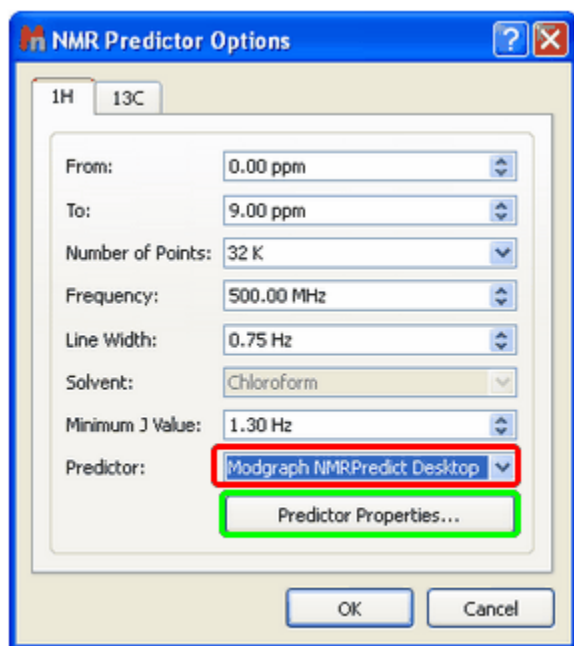 NMR Predictor Options
1H 13C
From: 0.00 ppm
To: 9.00 ppm
Number of Points: 32 K
Frequency: 500.00 MHz
Line Width: 0.75 Hz
Solvent: Chloroform
Minimum J Value: 1.30 Hz
Predictor: Modgraph NMRPredict Desktop
Predictor Properties...
OK Cancel